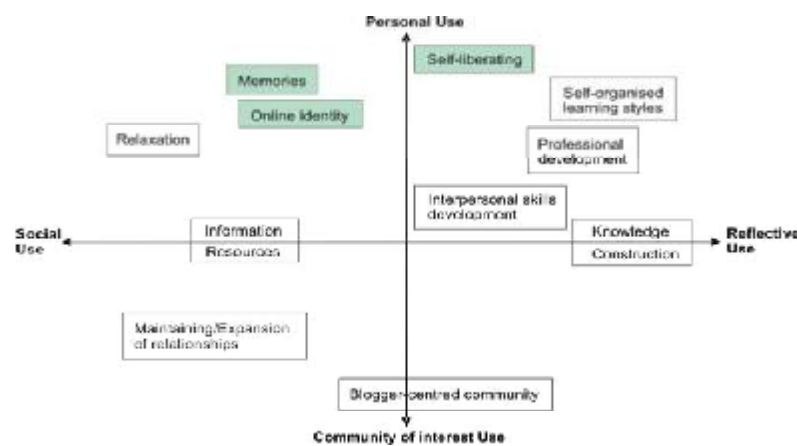 Personal Use
Self-liberating
Memories
Self-organised
learning styles
Online Identity
Relaxation
Professional
development
Interpersonal skills
development
Social
Use
Information
Resources
Knowledge
Construction
Reflective
Use
Maintaining/Expansion
of relationships
Blogger-centred community
Community of interest Use